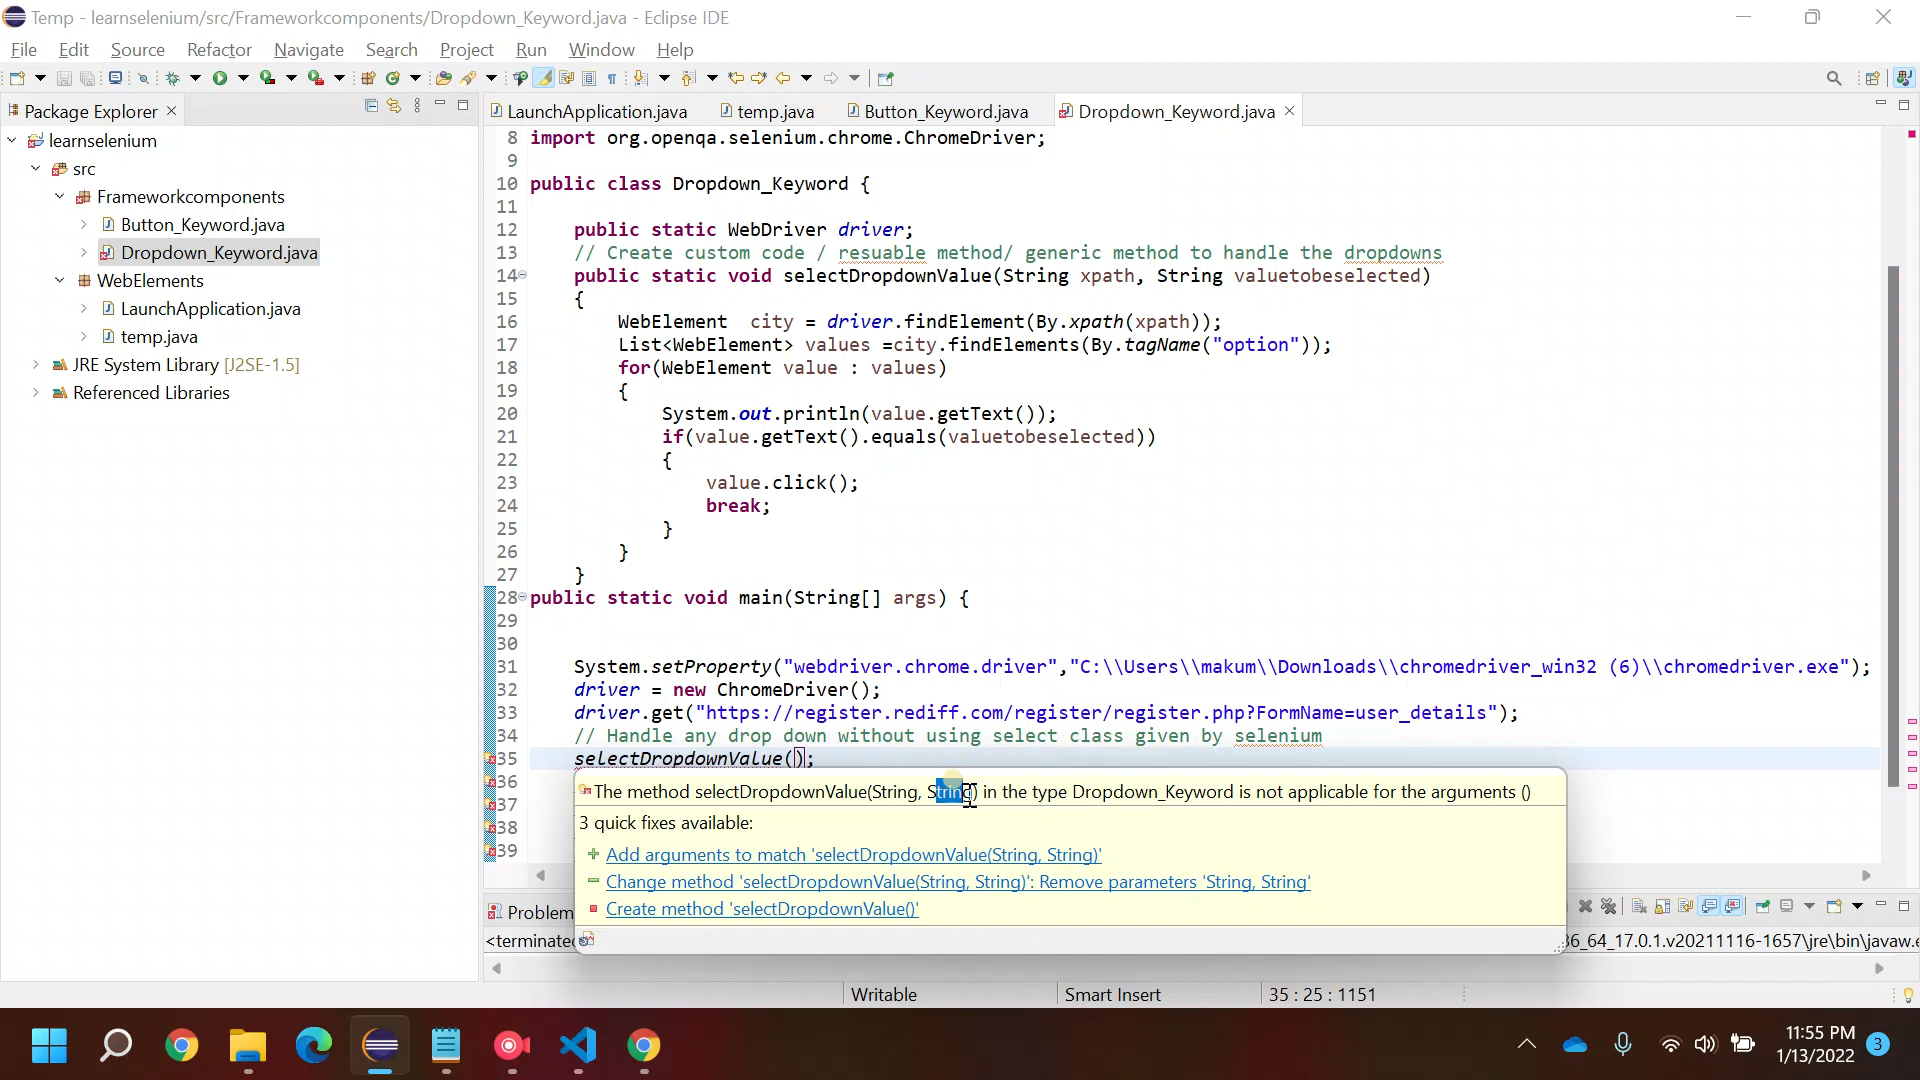 Temp - learnselenium/src/Frameworkcomponents/Dropdown_Keyword.java - Eclipse IDE
File Edit Source Refactor Navigate Search Project Run Window Help
Package Explorer
learnselenium
src
Frameworkcomponents
Button_Keyword.java
Dropdown_Keyword.java
WebElements
LaunchApplication.java
temp.java
JRE System Library [J2SE-1.5]
Referenced Libraries
LaunchApplication.java temp.java Button_Keyword.java Dropdown_Keyword.java
8 import org.openqa.selenium.chrome.ChromeDriver;
9
10 public class Dropdown_Keyword {
11
12 public static WebDriver driver;
13 // Create custom code / resuable method/ generic method to handle the dropdowns
14 public static void selectDropdownValue(String xpath, String valuetobeselected)
15 {
16 WebElement city = driver.findElement(By.xpath(xpath));
17 List<WebElement> values =city.findElements(By.tagName("option"));
18 for(WebElement value : values)
19 {
20 System.out.println(value.getText());
21 if(value.getText().equals(valuetobeselected))
22 {
23 value.click();
24 break;
25 }
26 }
27 }
28 public static void main(String[] args) {
29
30
31 System.setProperty("webdriver.chrome.driver","C:\\Users\\makum\\Downloads\\chromedriver_win32 (6)\\chromedriver.exe");
32 driver = new ChromeDriver();
33 driver.get("https://register.rediff.com/register/register.php?FormName=user_details");
34 // Handle any drop down without using select class given by selenium
35 selectDropdownValue();
36
37
38
39
The method selectDropdownValue(String, String) in the type Dropdown_Keyword is not applicable for the arguments ()
3 quick fixes available:
Add arguments to match 'selectDropdownValue(String, String)'
Change method 'selectDropdownValue(String, String)': Remove parameters 'String, String'
Create method 'selectDropdownValue()'
Problem
<terminated
86_64_17.0.1.v20211116-1657\jre\bin\javaw.e
Writable Smart Insert 35 : 25 : 1151
11:55 PM
1/13/2022
3